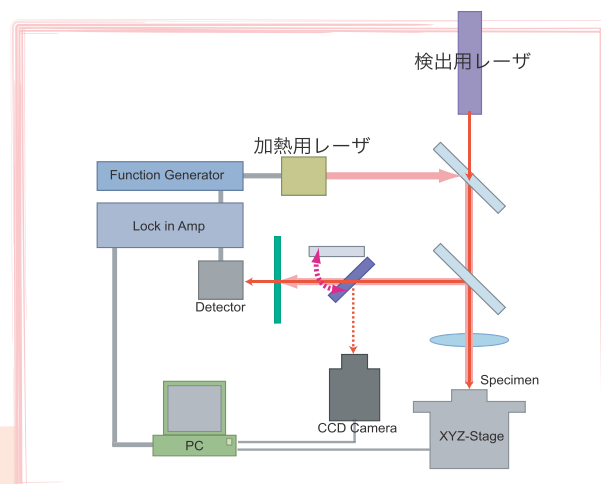 検出用レーザ
加熱用レーザ
Function Generator
Lock in Amp
Detector
Specimen
CCD Camera
XYZ-Stage
PC